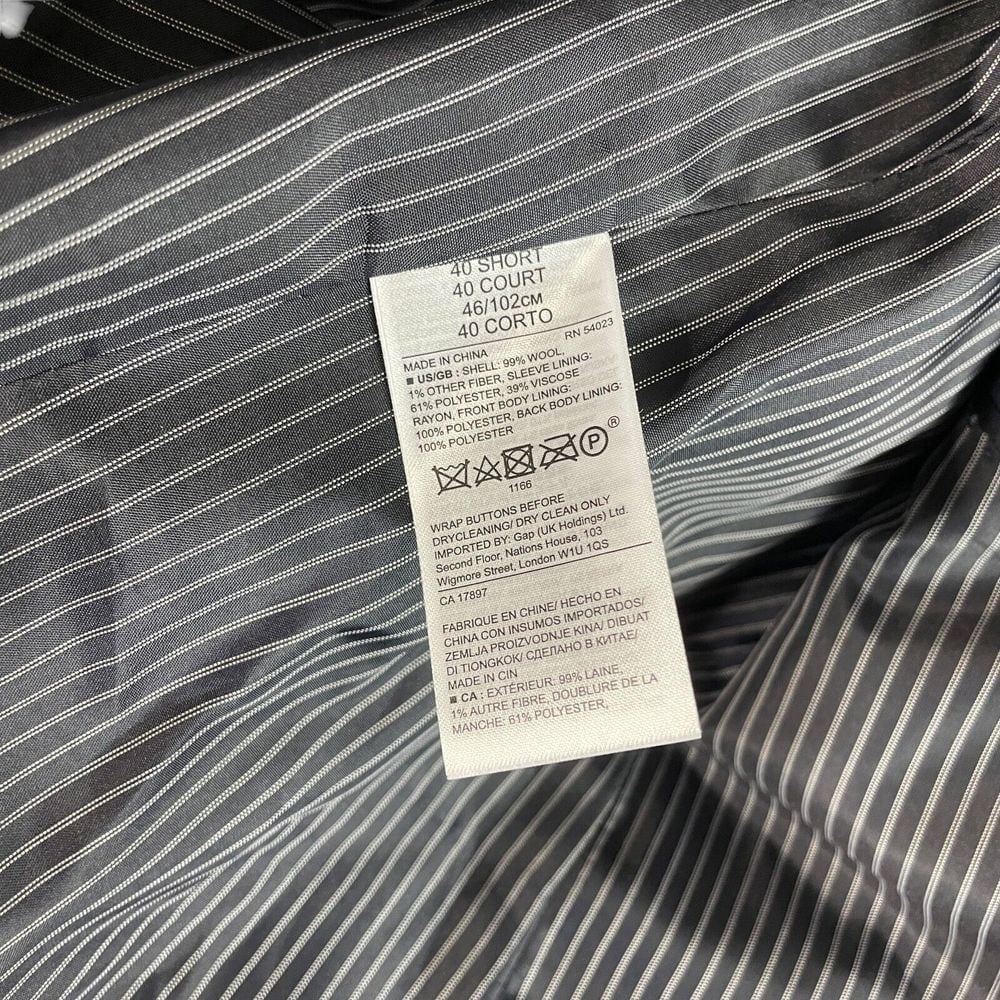 40 SHORT
40 COURT
46/102CM
40 CORTO
RN 54023
MADE IN CHINA
US/GB : SHELL: 99% WOOL,
1% OTHER FIBER, SLEEVE LINING:
61% POLYESTER, 39% VISCOSE
RAYON, FRONT BODY LINING:
100% POLYESTER, BACK BODY LINING:
100% POLYESTER
P ®
1166
WRAP BUTTONS BEFORE
DRYCLEANING/ DRY CLEAN ONLY
IMPORTED BY: Gap (UK Holdings) Ltd.
Second Floor, Nations House, 103
Wigmore Street, London W1U 1QS
CA 17897
FABRIQUE EN CHINE/ HECHO EN
CHINA CON INSUMOS IMPORTADOS/
ZEMLJA PROIZVODNJE KINA/ DIBUAT
DI TIONGKOK/ СДЕЛАНО В КИТАЕ/
MADE IN CIN
CA : EXTÉRIEUR: 99% LAINE,
1% AUTRE FIBRE, DOUBLURE DE LA
MANCHE: 61% POLYESTER,